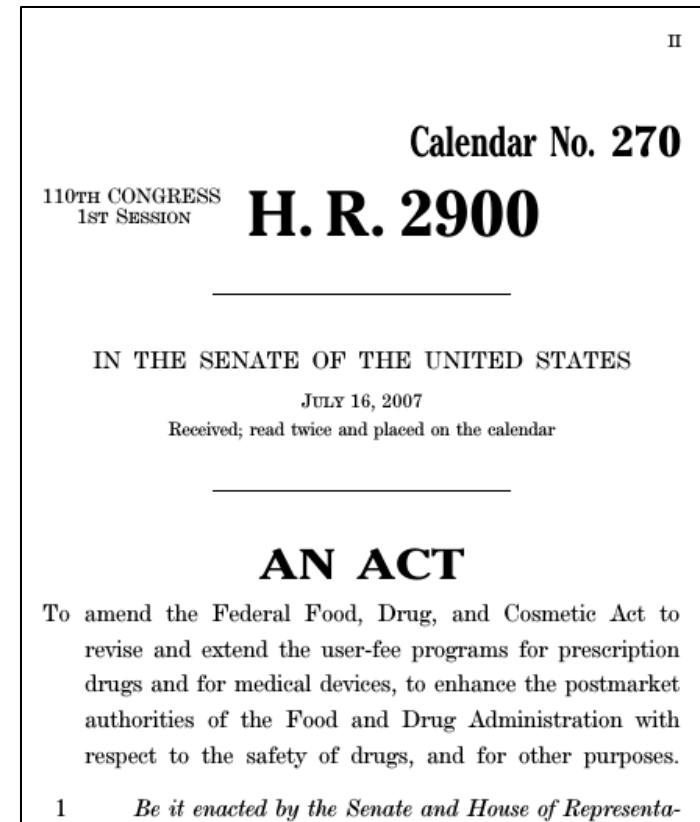 II
Calendar No. 270
110TH CONGRESS
1ST SESSION
H. R. 2900
IN THE SENATE OF THE UNITED STATES
JULY 16, 2007
Received; read twice and placed on the calendar
AN ACT
To amend the Federal Food, Drug, and Cosmetic Act to
revise and extend the user-fee programs for prescription
drugs and for medical devices, to enhance the postmarket
authorities of the Food and Drug Administration with
respect to the safety of drugs, and for other purposes.
1 Be it enacted by the Senate and House of Representa-